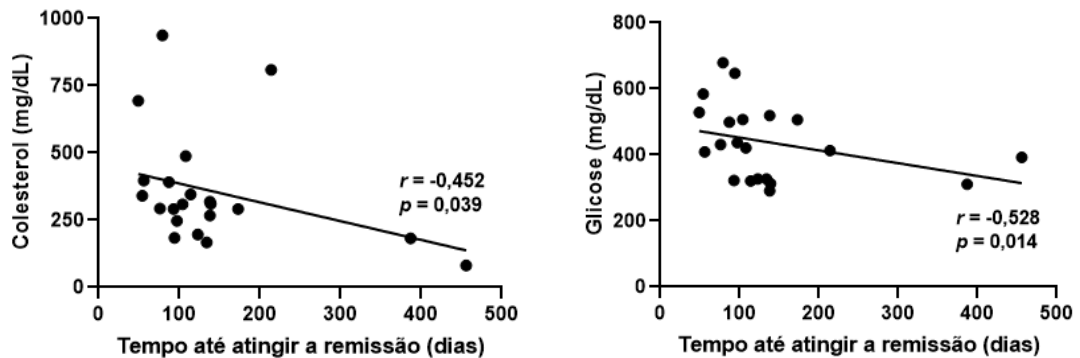 1000
750
500
250
0
Colesterol (mg/dL)
r = -0,452
p = 0,039
0 100 200 300 400 500
Tempo até atingir a remissão (dias)
800
600
400
200
0
Glicose (mg/dL)
r = -0,528
p = 0,014
0 100 200 300 400 500
Tempo até atingir a remissão (dias)